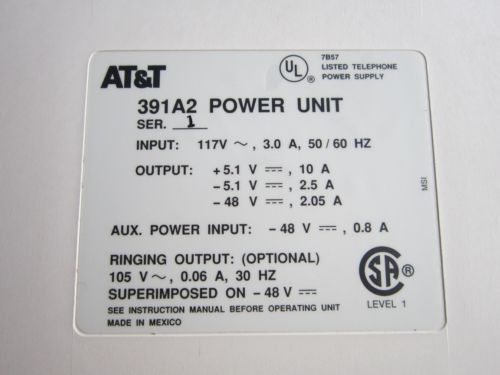 AT&T
UL ®
7B57
LISTED TELEPHONE
POWER SUPPLY
391A2 POWER UNIT
SER. 1
INPUT: 117V ~, 3.0 A, 50/60 HZ
OUTPUT: +5.1 V ⎓, 10 A
-5.1 V ⎓, 2.5 A
-48 V ⎓, 2.05 A
MSI
AUX. POWER INPUT: -48 V ⎓, 0.8 A
RINGING OUTPUT: (OPTIONAL)
105 V ~, 0.06 A, 30 HZ
SUPERIMPOSED ON -48 V ⎓
SA ®
LEVEL 1
SEE INSTRUCTION MANUAL BEFORE OPERATING UNIT
MADE IN MEXICO